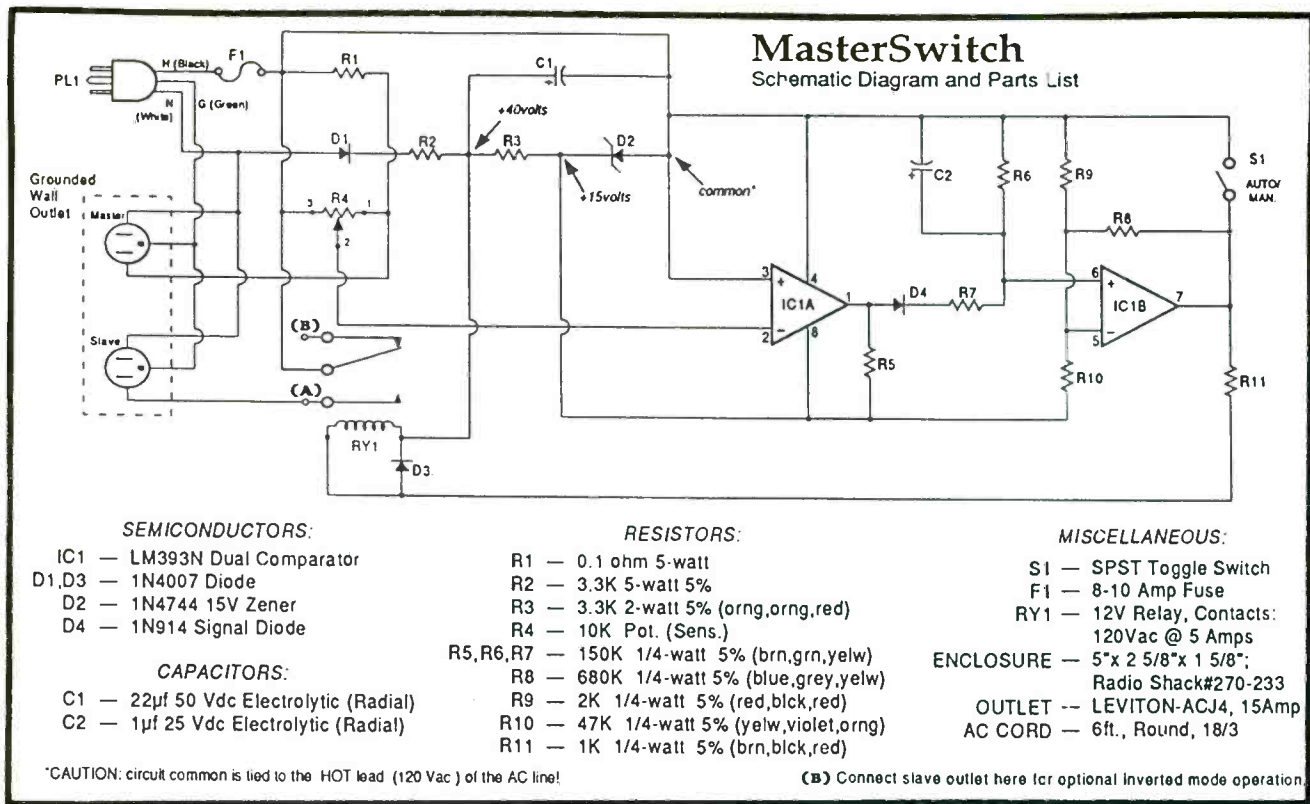 MasterSwitch
Schematic Diagram and Parts List
PL1
H (Black)
F1
G (Green)
N
(White)
R1
C1
+
+40volts
D1
R2
R3
D2
+15volts
common*
Grounded
Wall
Outlet
Master
Slave
3
R4
1
2
(B)
(A)
RY1
D3
3
+
4
IC1A
1
2
−
8
D4
R7
R5
C2
+
R6
R9
R8
S1
AUTO/
MAN.
6
+
IC1B
7
5
−
R10
R11
SEMICONDUCTORS:
IC1 — LM393N Dual Comparator
D1,D3 — 1N4007 Diode
D2 — 1N4744 15V Zener
D4 — 1N914 Signal Diode
CAPACITORS:
C1 — 22µf 50 Vdc Electrolytic (Radial)
C2 — 1µf 25 Vdc Electrolytic (Radial)
RESISTORS:
R1 — 0.1 ohm 5-watt
R2 — 3.3K 5-watt 5%
R3 — 3.3K 2-watt 5% (orng,orng,red)
R4 — 10K Pot. (Sens.)
R5,R6,R7 — 150K 1/4-watt 5% (brn,grn,yelw)
R8 — 680K 1/4-watt 5% (blue,grey,yelw)
R9 — 2K 1/4-watt 5% (red,blck,red)
R10 — 47K 1/4-watt 5% (yelw,violet,orng)
R11 — 1K 1/4-watt 5% (brn,blck,red)
MISCELLANEOUS:
S1 — SPST Toggle Switch
F1 — 8-10 Amp Fuse
RY1 — 12V Relay, Contacts:
120Vac @ 5 Amps
ENCLOSURE — 5"x 2 5/8"x 1 5/8";
Radio Shack#270-233
OUTLET -- LEVITON-ACJ4, 15Amp
AC CORD — 6ft., Round, 18/3
*CAUTION: circuit common is tied to the HOT lead (120 Vac ) of the AC line!
(B) Connect slave outlet here for optional inverted mode operation